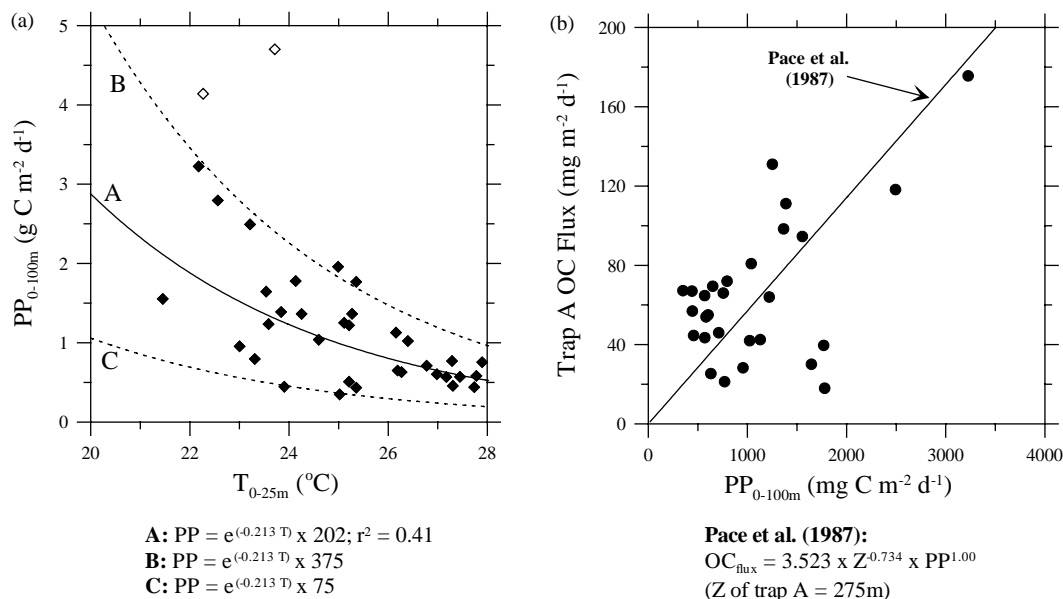 (a)
5
4
3
2
1
0
PP0-100m (g C m-2 d-1)
B
A
C
20 22 24 26 28
T0-25m (oC)
A: PP = e(-0.213 T) x 202; r2 = 0.41
B: PP = e(-0.213 T) x 375
C: PP = e(-0.213 T) x 75
(b)
200
160
120
80
40
0
Trap A OC Flux (mg m-2 d-1)
Pace et al.
(1987)
0 1000 2000 3000 4000
PP0-100m (mg C m-2 d-1)
Pace et al. (1987):
OCflux = 3.523 x Z-0.734 x PP1.00
(Z of trap A = 275m)